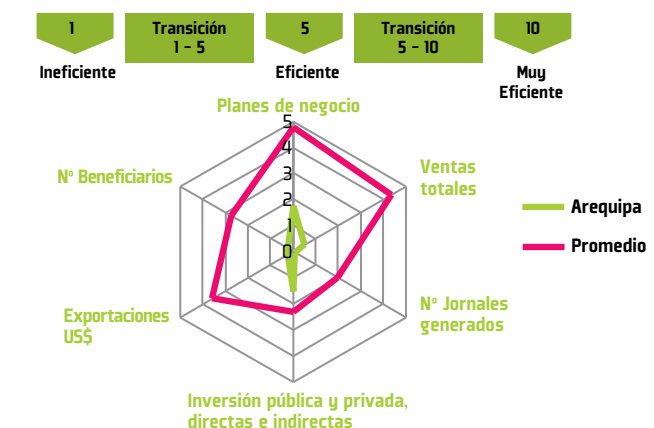 1
Transición
1 - 5
5
Transición
5 - 10
10
Ineficiente
Eficiente
Muy
Eficiente
Planes de negocio
5
4
3
2
1
0
Nº Beneficiarios
Ventas
totales
Arequipa
Promedio
Exportaciones
US$
Nº Jornales
generados
Inversión pública y privada,
directas e indirectas